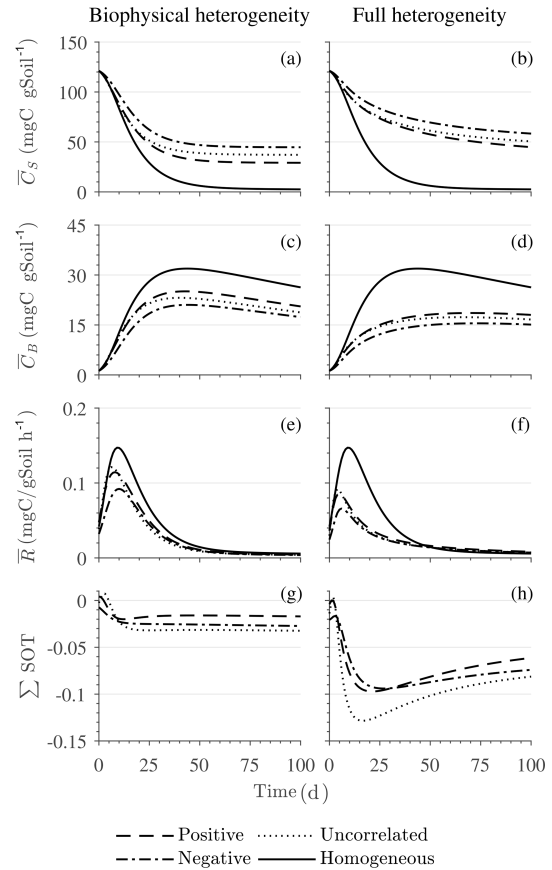 Biophysical heterogeneity Full heterogeneity
150 (a) (b)
100
50
0
C̅_S (mgC gSoil⁻¹)
45 (c) (d)
30
15
0
C̅_B (mgC gSoil⁻¹)
0.2 (e) (f)
0.1
0
R̅ (mgC/gSoil h⁻¹)
0 (g) (h)
-0.05
-0.1
-0.15
∑ SOT
0 25 50 75 100 0 25 50 75 100
Time (d)
Positive Uncorrelated
Negative Homogeneous